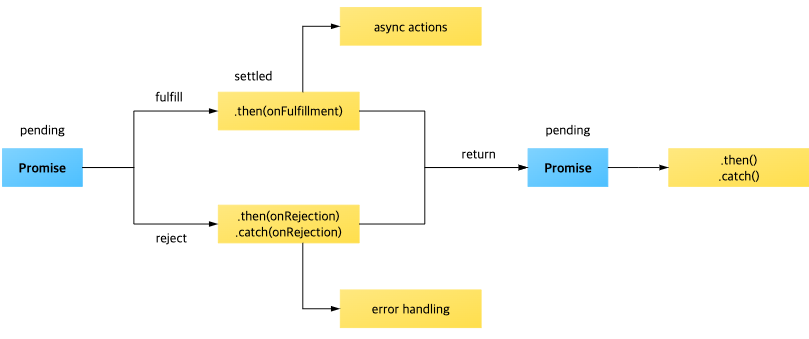 async actions
settled
fulfill
.then(onFulfillment)
pending
Promise
reject
.then(onRejection)
.catch(onRejection)
error handling
return
pending
Promise
.then()
.catch()